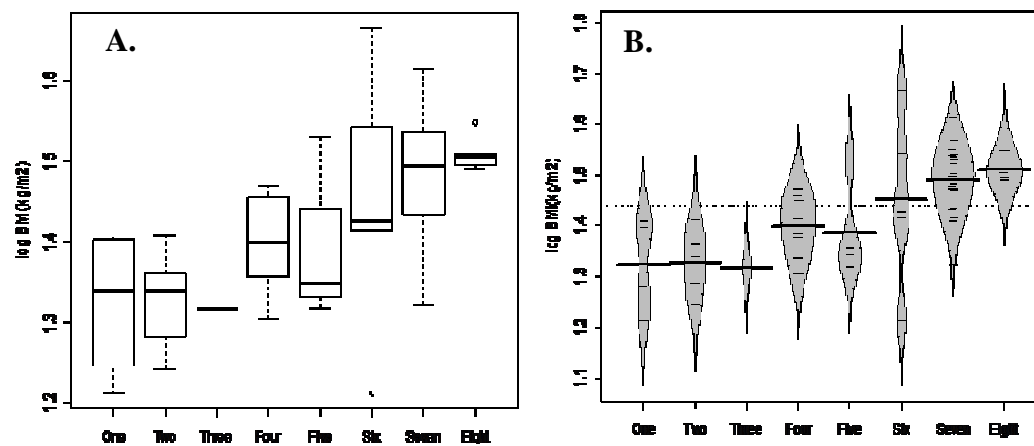 A.
log BMI(kg/m2)
1.6
1.5
1.4
1.3
1.2
One Two Three Four Five Six Seven Eight
B.
log BMI(kg/m2)
1.8
1.7
1.6
1.5
1.4
1.3
1.2
1.1
One Two Three Four Five Six Seven Eight